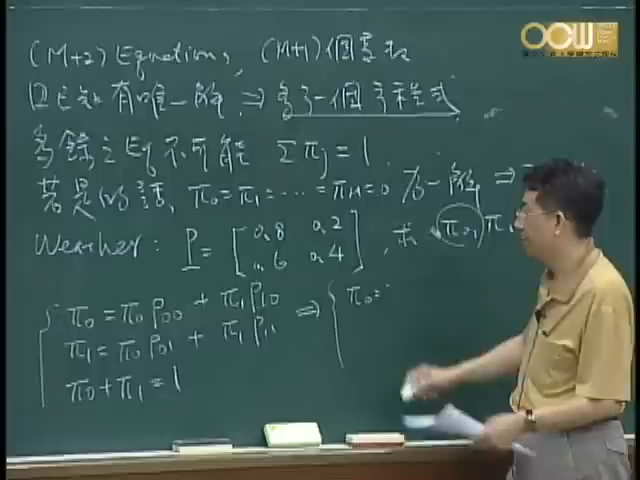 OCW
(M+2) Equations, (M+1)個變數
已知有唯一解 ⇒ 多了一個方程式
多餘之Eq不可能 Σπj = 1
若是的話, π0=π1=⋯=πM=0 為一解 ⇒
Weather: P = [0.8 0.2
0.6 0.4], 求 π0, π1
π0 = π0 P00 + π1 P10 ⇒ { π0 =
π1 = π0 P01 + π1 P11
π0 + π1 = 1